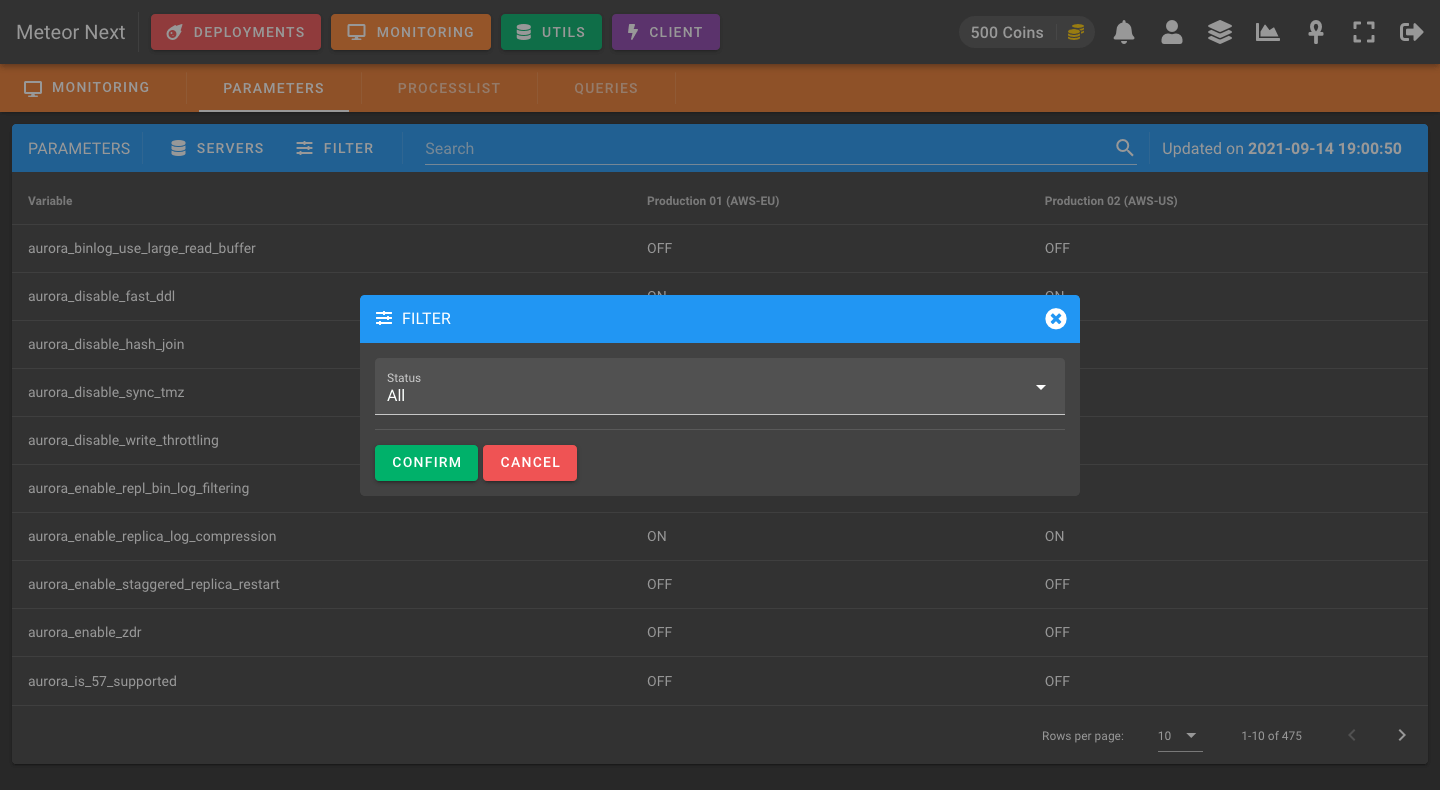 Meteor Next DEPLOYMENTS MONITORING UTILS CLIENT 500 Coins
MONITORING PARAMETERS PROCESSLIST QUERIES
PARAMETERS SERVERS FILTER Search Updated on 2021-09-14 19:00:50
Variable Production 01 (AWS-EU) Production 02 (AWS-US)
aurora_binlog_use_large_read_buffer OFF OFF
aurora_disable_fast_ddl ON ON
aurora_disable_hash_join
aurora_disable_sync_tmz
aurora_disable_write_throttling
aurora_enable_repl_bin_log_filtering
FILTER
Status
All
CONFIRM CANCEL
aurora_enable_replica_log_compression ON ON
aurora_enable_staggered_replica_restart OFF OFF
aurora_enable_zdr OFF OFF
aurora_is_57_supported OFF OFF
Rows per page: 10 1-10 of 475